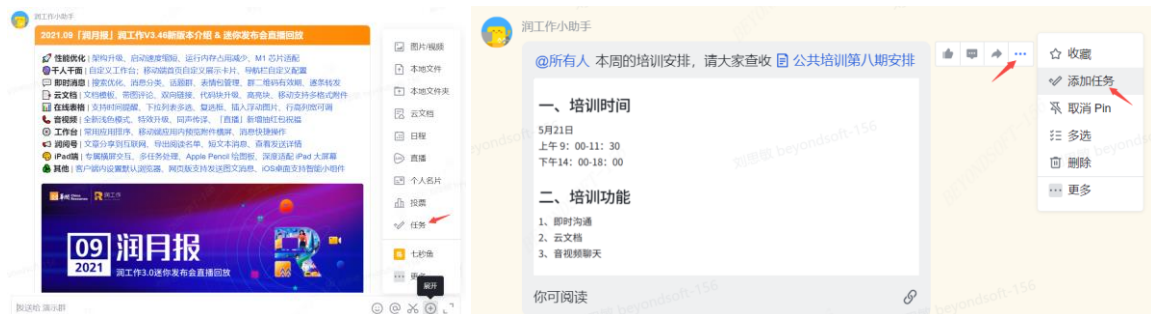 润工作小助手
2021.09「润月报」润工作V3.46新版本介绍 & 迷你发布会直播回放
性能优化 | 架构升级、启动速度缩短、运行内存占用减少、M1 芯片适配
千人千面 | 自定义工作台；移动端首页自定义展示卡片、导航栏自定义配置
即时消息 | 搜索优化、消息分类、话题群、表情包管理、群二维码有效期、逐条转发
云文档 | 文档模板、带图评论、双向链接、代码块升级、高亮块、移动支持多格式附件
在线表格 | 支持时间提醒、下拉列表多选、复选框、插入浮动图片、行高列宽可调
音视频 | 全新浅色模式、特效升级、同声传译、「直播」新增抽红包祝福
工作台 | 常用应用排序、移动端应用内预览附件横屏、消息快捷操作
润间号 | 文章分享到互联网、导出阅读名单、短文本消息、查看发送详情
iPad端 | 专属横屏交互、多任务处理、Apple Pencil 绘图板，深度适配 iPad 大屏幕
其他 | 客户端内设置默认浏览器、网页版支持发送图文消息、iOS桌面支持智能小组件
润工作
09
2021
润月报
润工作3.0迷你发布会直播回放
图片/视频
本地文件
本地文件夹
云文档
日程
直播
个人名片
投票
任务
七秒鱼
更多
展开
发送给 演示群
润工作小助手
@所有人 本周的培训安排，请大家查收 公共培训第八期安排
一、培训时间
5月21日
上午 9：00-11：30
下午14：00-18：00
二、培训功能
1、即时沟通
2、云文档
3、音视频聊天
你可阅读
收藏
添加任务
取消 Pin
多选
删除
更多
beyondsoft-156